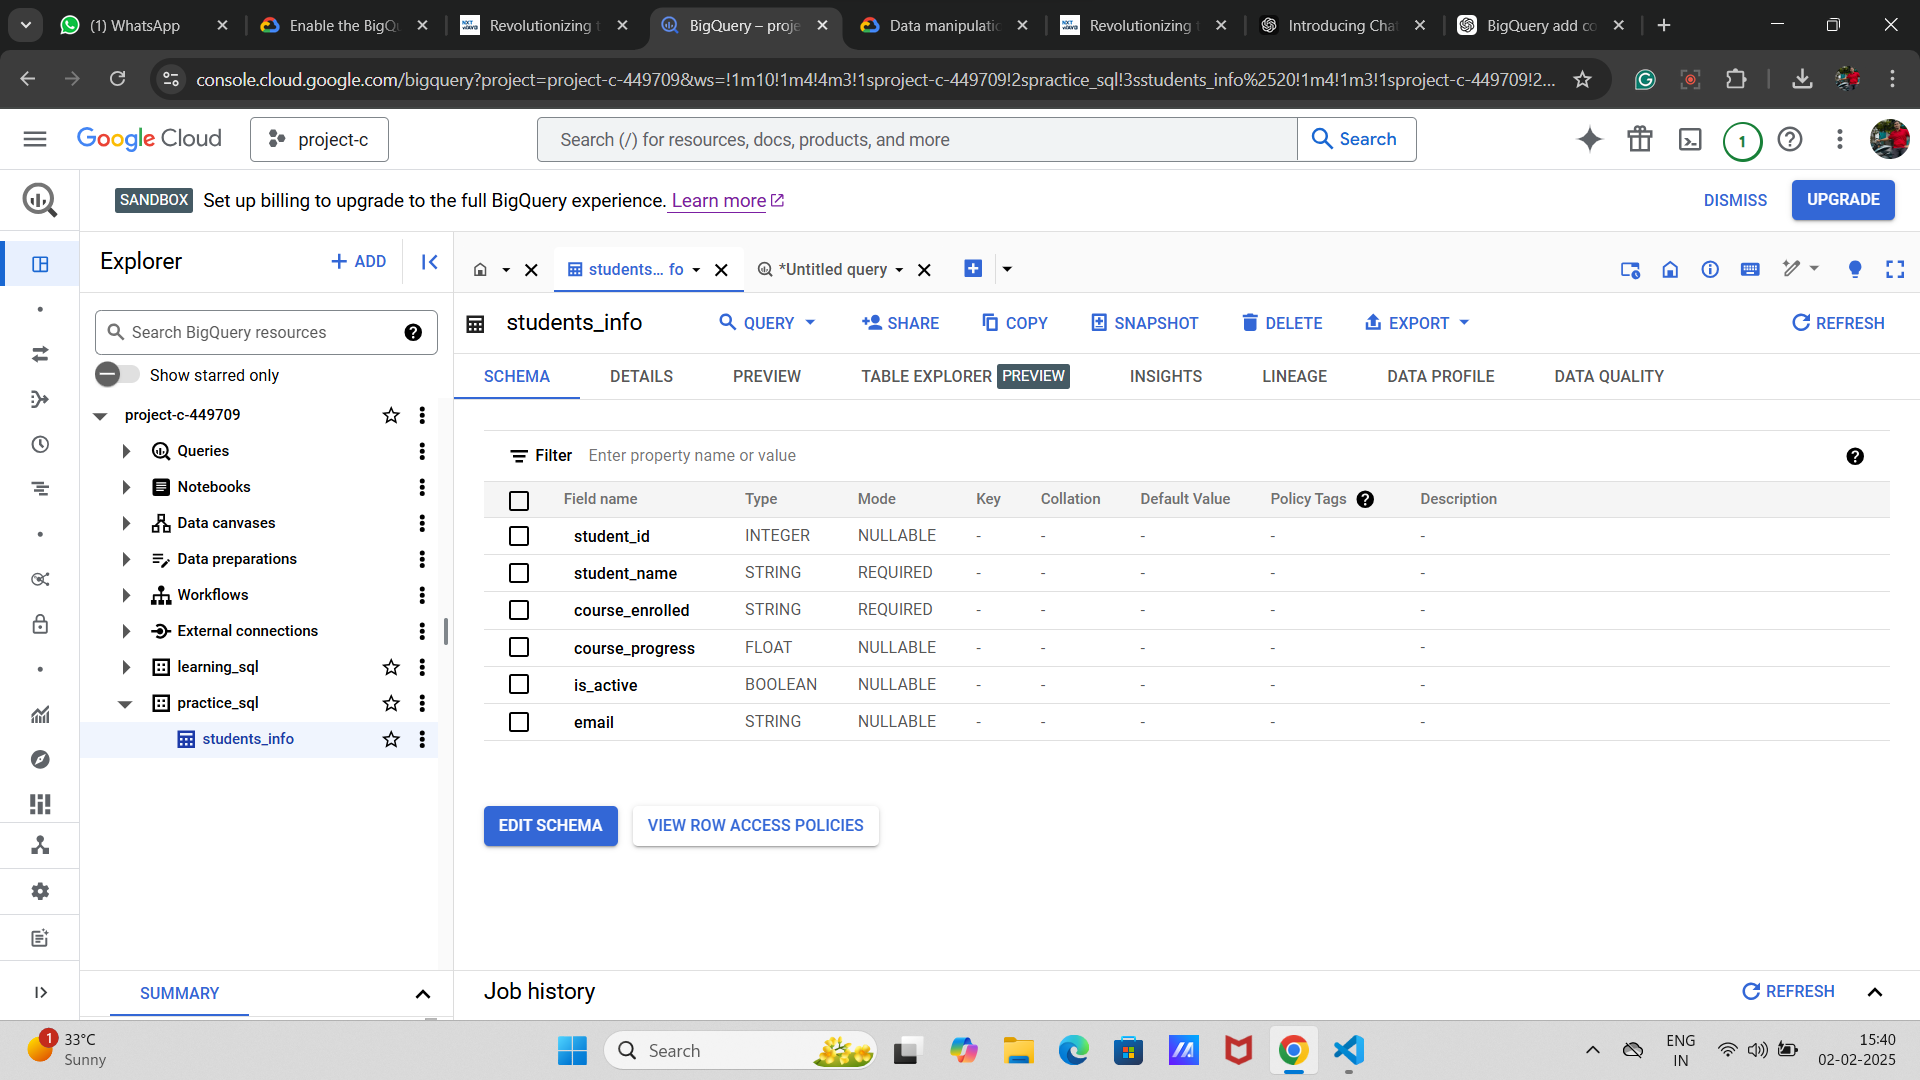 (1) WhatsApp
Enable the BigQu
Revolutionizing t
BigQuery – proje
Data manipulatio
Revolutionizing t
Introducing Chat
BigQuery add co
console.cloud.google.com/bigquery?project=project-c-449709&ws=!1m10!1m4!4m3!1sproject-c-449709!2spractice_sql!3sstudents_info%2520!1m4!1m3!1sproject-c-449709!2...
Google Cloud
project-c
Search (/) for resources, docs, products, and more
Search
1
SANDBOX Set up billing to upgrade to the full BigQuery experience. Learn more
DISMISS
UPGRADE
Explorer
+ ADD
students... fo
*Untitled query
Search BigQuery resources
Show starred only
project-c-449709
Queries
Notebooks
Data canvases
Data preparations
Workflows
External connections
learning_sql
practice_sql
students_info
SUMMARY
students_info
QUERY
SHARE
COPY
SNAPSHOT
DELETE
EXPORT
REFRESH
SCHEMA
DETAILS
PREVIEW
TABLE EXPLORER PREVIEW
INSIGHTS
LINEAGE
DATA PROFILE
DATA QUALITY
Filter Enter property name or value
Field name Type Mode Key Collation Default Value Policy Tags Description
student_id INTEGER NULLABLE - - - - -
student_name STRING REQUIRED - - - - -
course_enrolled STRING REQUIRED - - - - -
course_progress FLOAT NULLABLE - - - - -
is_active BOOLEAN NULLABLE - - - - -
email STRING NULLABLE - - - - -
EDIT SCHEMA
VIEW ROW ACCESS POLICIES
Job history
REFRESH
1
33°C
Sunny
Search
ENG
IN
15:40
02-02-2025